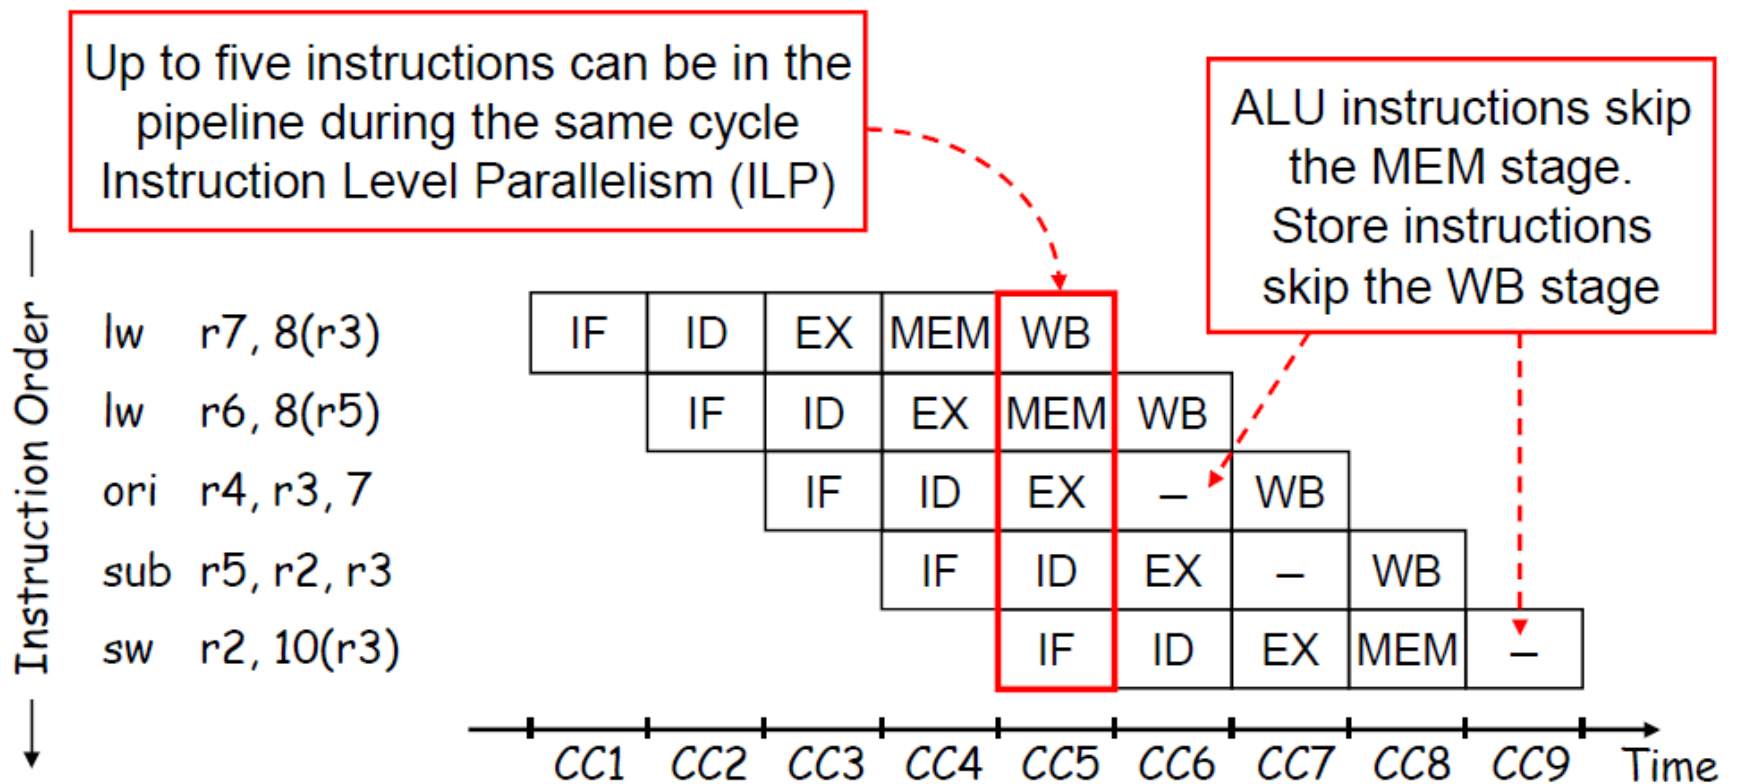 Up to five instructions can be in the
pipeline during the same cycle
Instruction Level Parallelism (ILP)
ALU instructions skip
the MEM stage.
Store instructions
skip the WB stage
Instruction Order
lw r7, 8(r3) IF ID EX MEM WB
lw r6, 8(r5) IF ID EX MEM WB
ori r4, r3, 7 IF ID EX – WB
sub r5, r2, r3 IF ID EX – WB
sw r2, 10(r3) IF ID EX MEM –
CC1 CC2 CC3 CC4 CC5 CC6 CC7 CC8 CC9 Time